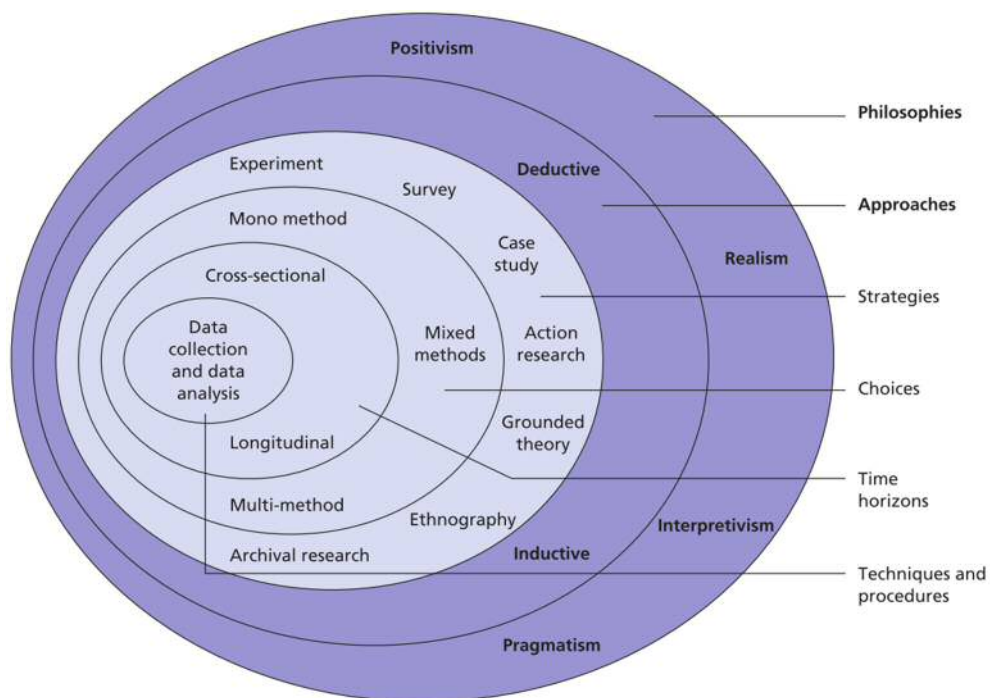 Positivism
Philosophies
Experiment
Deductive
Survey
Approaches
Mono method
Case
study
Realism
Cross-sectional
Strategies
Data
collection
and data
analysis
Mixed
methods
Action
research
Choices
Grounded
theory
Longitudinal
Time
horizons
Multi-method
Ethnography
Interpretivism
Archival research
Inductive
Techniques and
procedures
Pragmatism